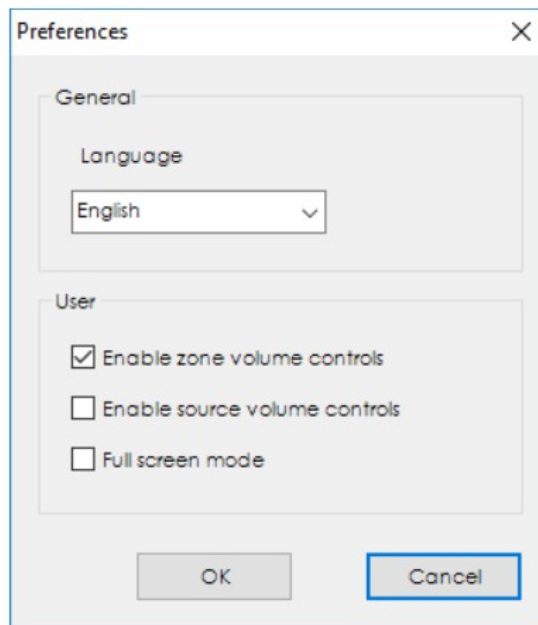 Preferences
General
Language
English
User
Enable zone volume controls
Enable source volume controls
Full screen mode
OK
Cancel